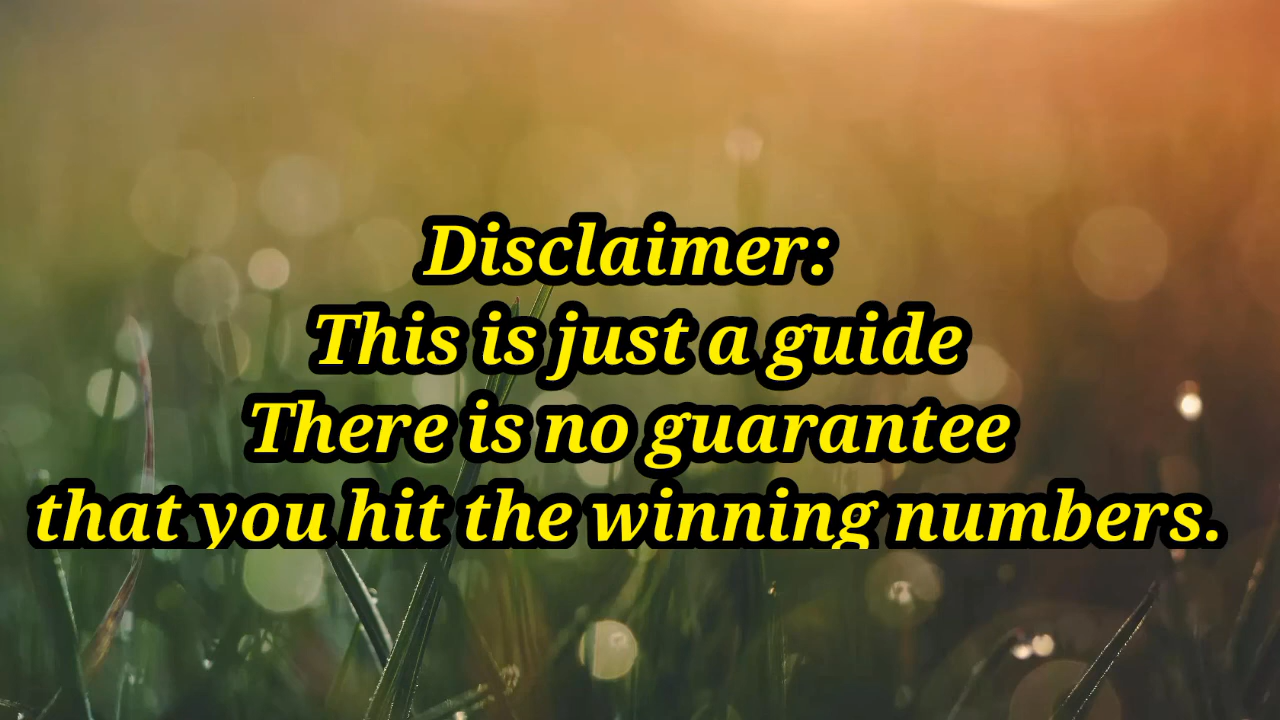 Disclaimer:
This is just a guide
There is no guarantee
that you hit the winning numbers.